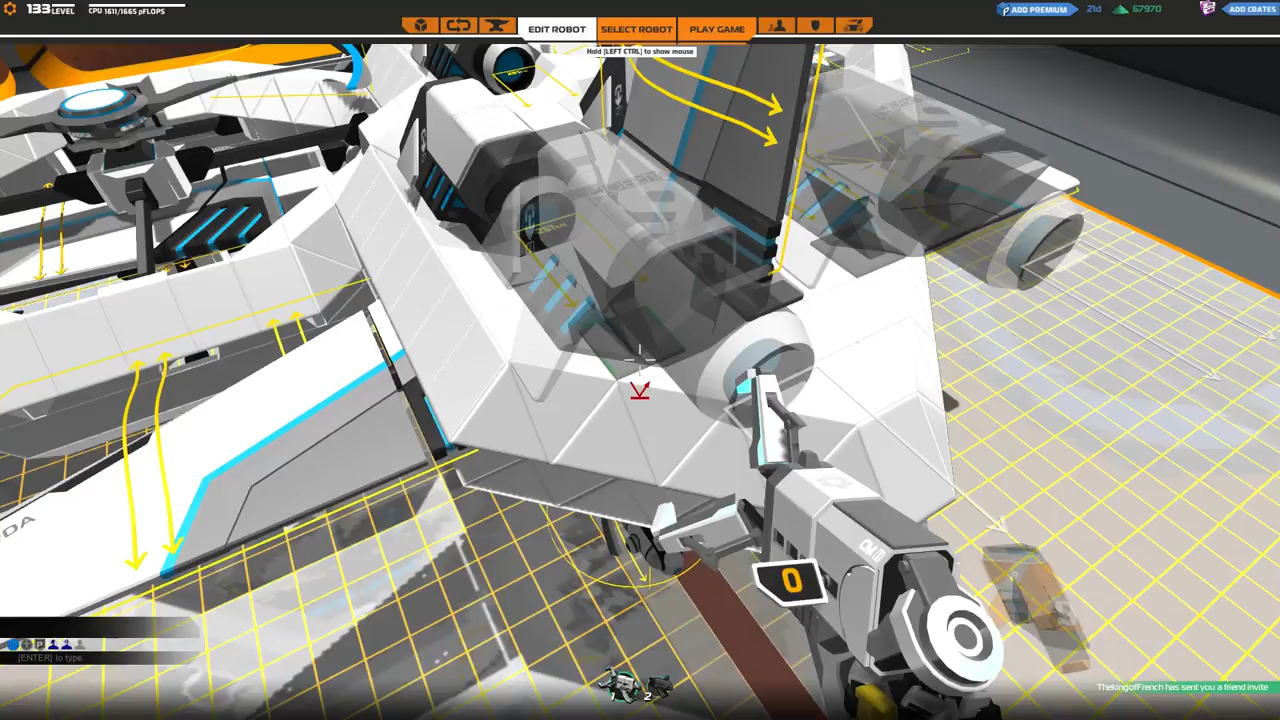 133 LEVEL
CPU 1611/1665 pFLOPS
EDIT ROBOT
SELECT ROBOT
PLAY GAME
ADD PREMIUM
21d
67970
ADD CRATES
Hold [LEFT CTRL] to show mouse
0
[ENTER] to type
1
2
ThekingofFrench has sent you a friend invite